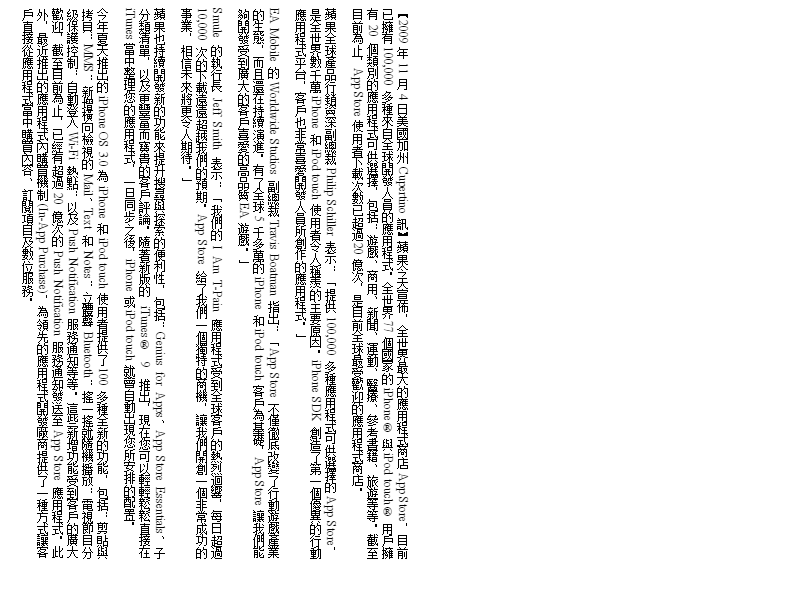 【2009 年 11 月 4 日美國加州 Cupertino 訊】蘋果今天宣佈，全世界最大的應用程式商店 App Store，目前
已擁有 100,000 多種來自全球開發人員的應用程式。全世界 77 個國家的 iPhone® 與 iPod touch® 用戶擁
有 20 個類別的應用程式可供選擇，包括：遊戲、商用、新聞、運動、醫療、參考書籍、旅遊等等。截至
目前為止，App Store 使用者下載次數已超過 20 億次，是目前全球最受歡迎的應用程式商店。
蘋果全球產品行銷資深副總裁 Philip Schiller 表示：「提供 100,000 多種應用程式可供選擇的 App Store，
是全世界數千萬 iPhone 和 iPod touch 使用者令人稱羨的主要原因。iPhone SDK 創造了第一個優異的行動
應用程式平台，客戶也非常喜愛開發人員所創作的應用程式。」
EA Mobile 的 Worldwide Studios 副總裁 Travis Boatman 指出：「App Store 不僅徹底改變了行動遊戲產業
的生態，而且還在持續演進。有了全球 5 千多萬的 iPhone 和 iPod touch 客戶為基礎，App Store 讓我們能
夠開發受到廣大的客戶喜愛的高品質 EA 遊戲。」
Smule 的執行長 Jeff Smith 表示：「我們的 I Am T-Pain 應用程式受到全球客戶的熱烈迴響，每日超過
10,000 次的下載遠遠超越我們的預期。App Store 給了我們一個獨特的商機，讓我們開創一個非常成功的
事業，相信未來將更令人期待。」
蘋果也持續開發新的功能來提升搜尋與探索的便利性，包括：Genius for Apps、App Store Essentials、子
分類清單，以及更豐富而寶貴的客戶評論。隨著新版的 iTunes® 9 推出，現在您可以輕輕鬆鬆直接在
iTunes 當中整理您的應用程式，一旦同步之後，iPhone 或 iPod touch 就會自動出現您所安排的配置。
今年夏天推出的 iPhone OS 3.0 為 iPhone 和 iPod touch 使用者提供了 100 多種全新的功能，包括：剪貼與
拷貝；MMS；新增橫向檢視的 Mail、Text 和 Notes；立體聲 Bluetooth；搖一搖就隨機播放；電視節目分
級保護控制；自動登入 Wi-Fi 熱點；以及 Push Notification 服務通知等等。這些新增功能受到客戶的廣大
歡迎，截至目前為止，已經有超過 20 億次的 Push Notification 服務通知發送至 App Store 應用程式。此
外，最近推出的應用程式內購買機制 (In-App Purchase)，為領先的應用程式開發廠商提供了一種方式讓客
戶直接從應用程式當中購買內容、訂閱項目及數位服務。